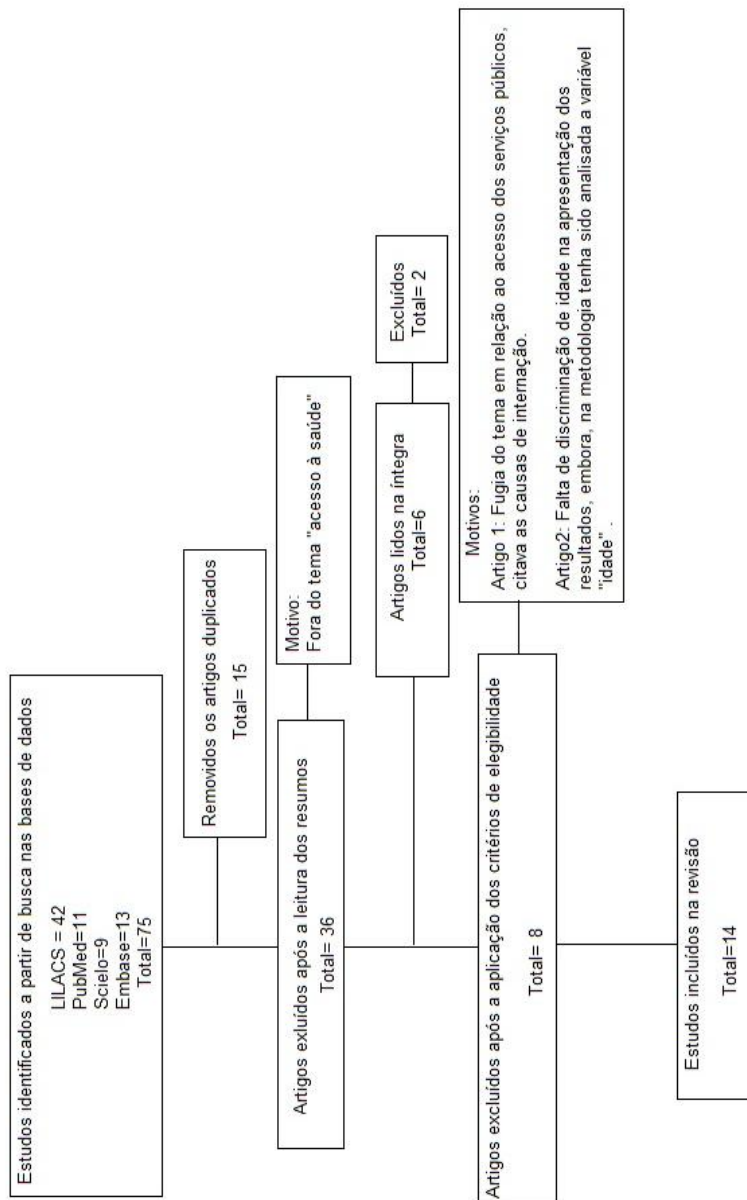 Estudos identificados a partir de busca nas bases de dados
LILACS = 42
PubMed=11
Scielo=9
Embase=13
Total=75
Removidos os artigos duplicados
Total= 15
Artigos exluídos após a leitura dos resumos
Total= 36
Motivo:
Fora do tema "acesso à saúde"
Artigos lidos na íntegra
Total=6
Excluídos
Total= 2
Artigos excluídos após a aplicação dos critérios de elegibilidade
Total= 8
Motivos:
Artigo 1: Fugia do tema em relação ao acesso dos serviços públicos,
citava as causas de internação.
Artigo2: Falta de discriminação de idade na apresentação dos
resultados, embora, na metodologia tenha sido analisada a variável
"idade" .
Estudos incluídos na revisão
Total=14